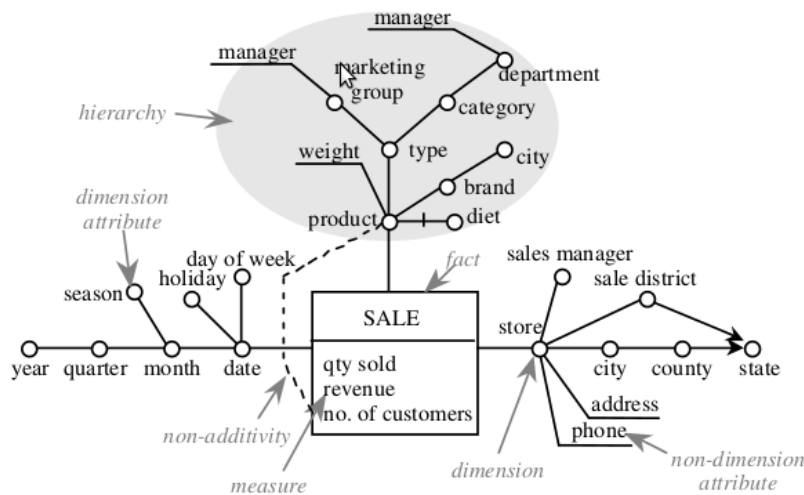 manager
manager
marketing
group
department
hierarchy
category
type
weight
city
brand
product
diet
dimension
attribute
day of week
holiday
season
fact
sales manager
sale district
SALE
store
year
quarter
month
date
city
county
state
qty sold
revenue
no. of customers
address
phone
non-additivity
measure
dimension
non-dimension
attribute